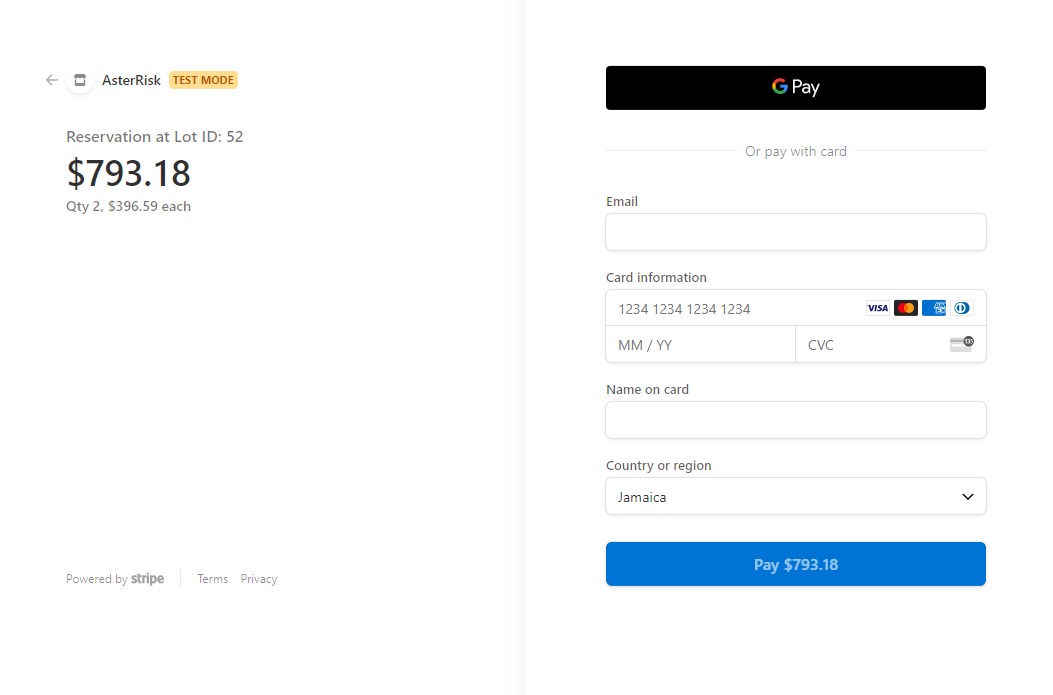 AsterRisk TEST MODE
Reservation at Lot ID: 52
$793.18
Qty 2, $396.59 each
Powered by stripe Terms Privacy
G Pay
Or pay with card
Email
Card information
1234 1234 1234 1234 VISA AM EX
MM / YY CVC
Name on card
Country or region
Jamaica
Pay $793.18